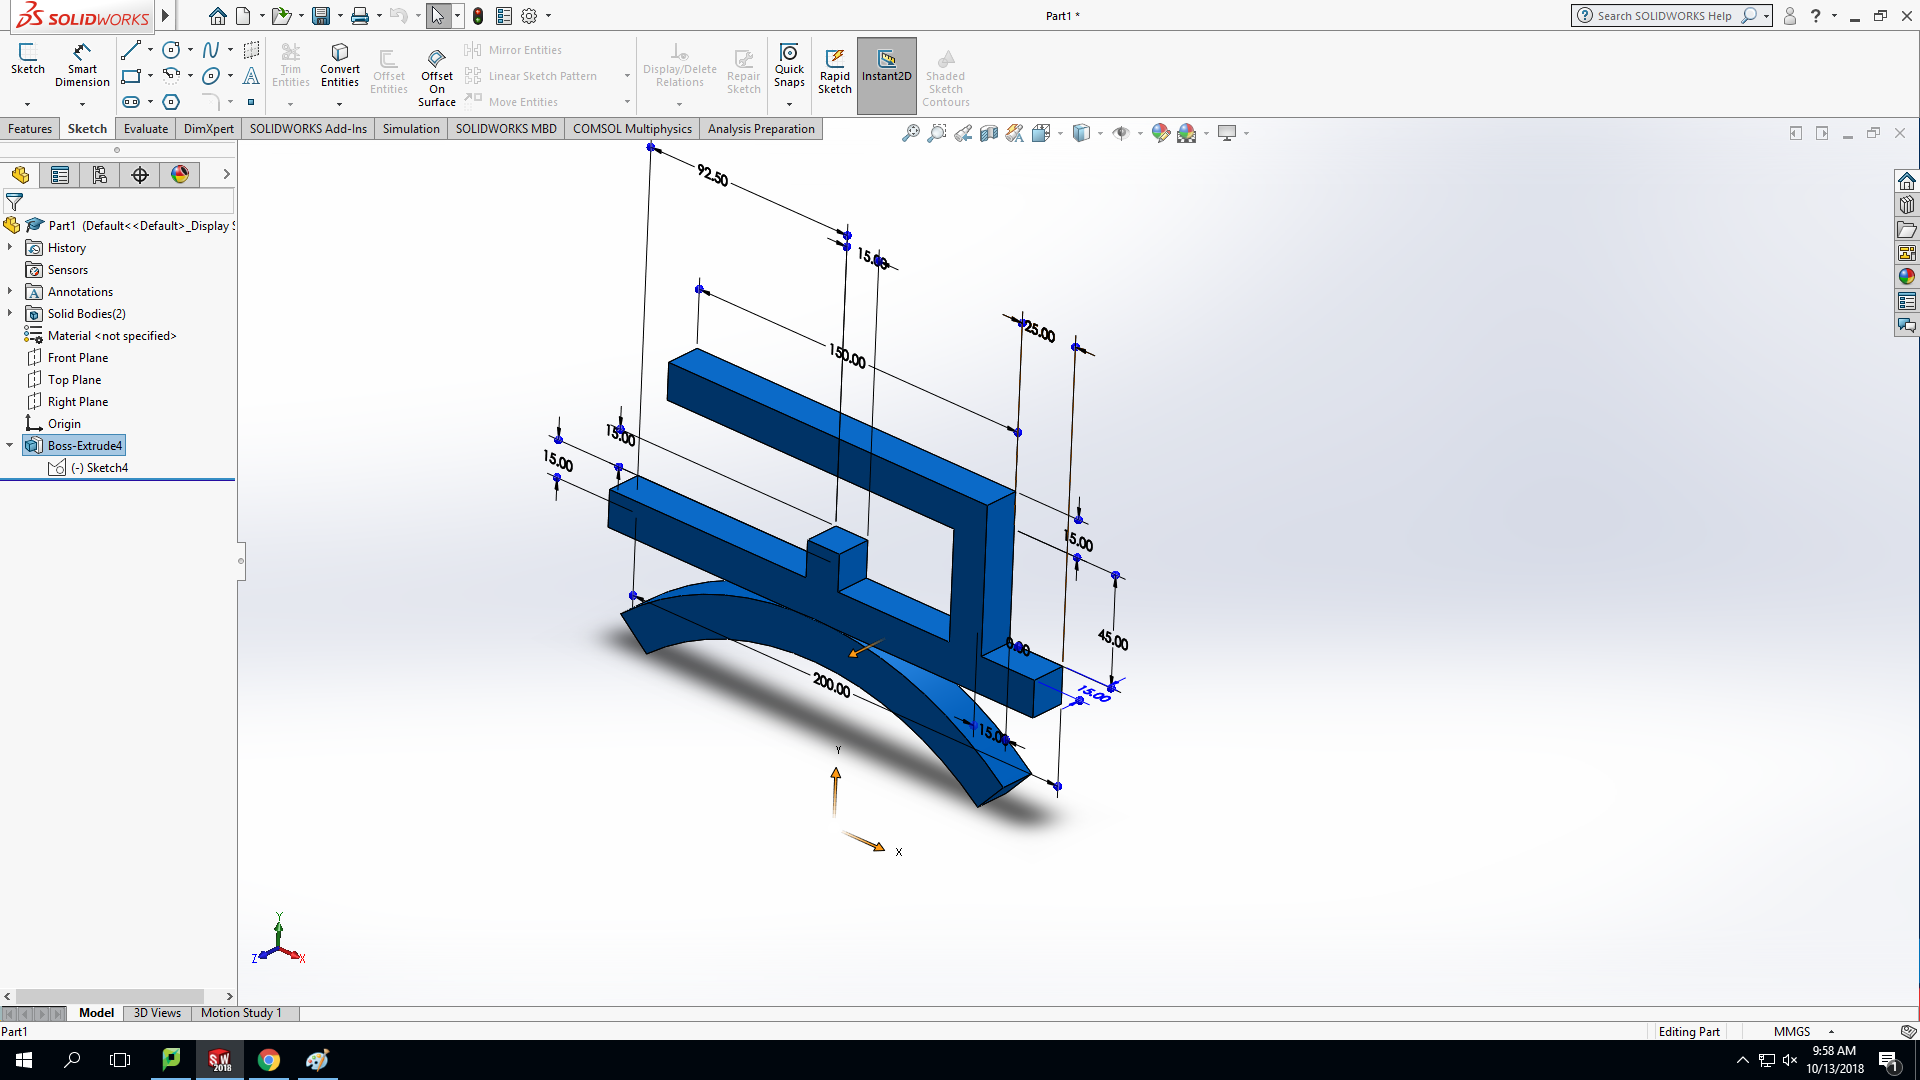 SOLIDWORKS
Part1 *
Search SOLIDWORKS Help
Sketch
Smart Dimension
Trim Entities
Convert Entities
Offset Entities
Offset On Surface
Mirror Entities
Linear Sketch Pattern
Move Entities
Display/Delete Relations
Repair Sketch
Quick Snaps
Rapid Sketch
Instant2D
Shaded Sketch Contours
Features
Sketch
Evaluate
DimXpert
SOLIDWORKS Add-Ins
Simulation
SOLIDWORKS MBD
COMSOL Multiphysics
Analysis Preparation
Part1 (Default<<Default>_Display S
History
Sensors
Annotations
Solid Bodies(2)
Material <not specified>
Front Plane
Top Plane
Right Plane
Origin
Boss-Extrude4
(-) Sketch4
92.50
15.00
25.00
150.00
15.00
15.00
15.00
45.00
0.00
15.00
200.00
15.00
Y
X
Y
Z
X
Model
3D Views
Motion Study 1
Part1
Editing Part
MMGS
SW
2018
9:58 AM
10/13/2018
1